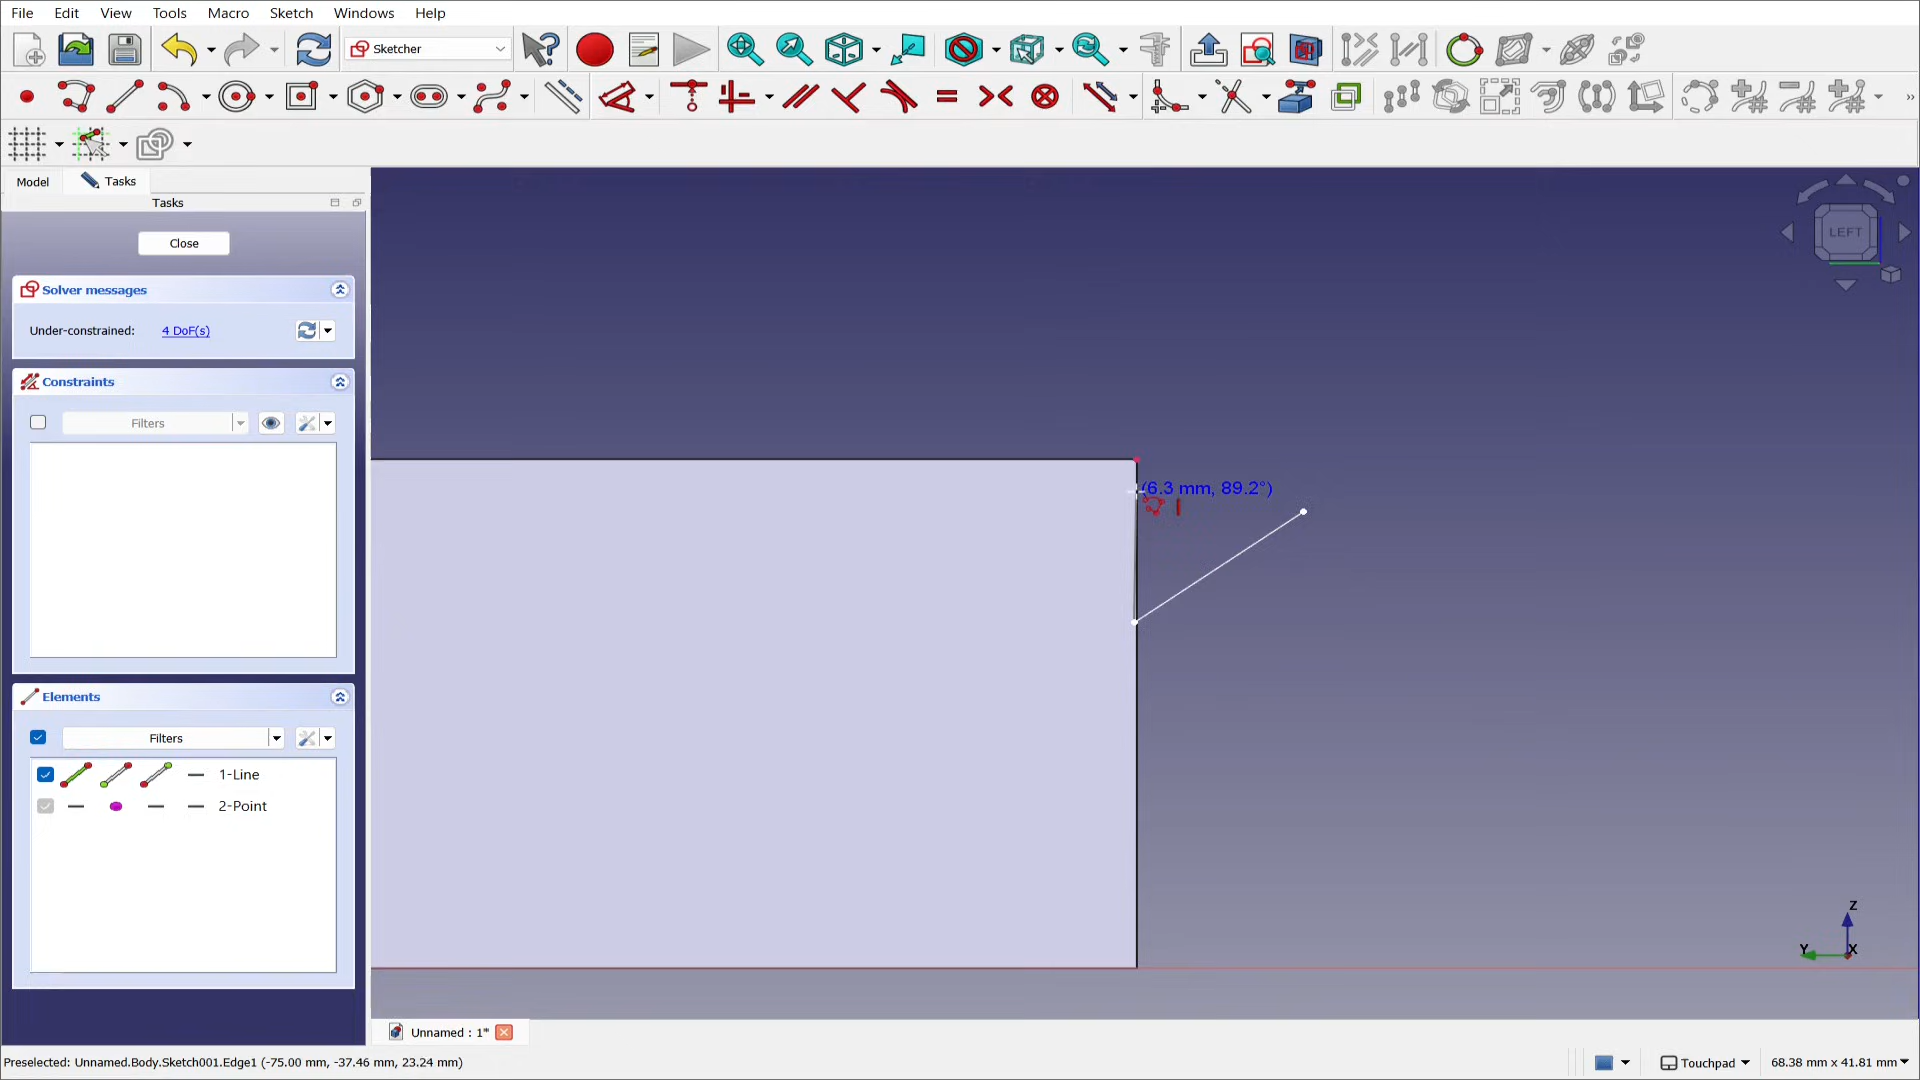 File Edit View Tools Macro Sketch Windows Help
Sketcher
Model Tasks
Tasks
Close
Solver messages
Under-constrained: 4 DoF(s)
Constraints
Filters
Elements
Filters
1-Line
2-Point
(6.3 mm, 89.2°)
LEFT
Z
Y X
Unnamed : 1*
Preselected: Unnamed.Body.Sketch001.Edge1 (-75.00 mm, -37.46 mm, 23.24 mm)
Touchpad 68.38 mm x 41.81 mm